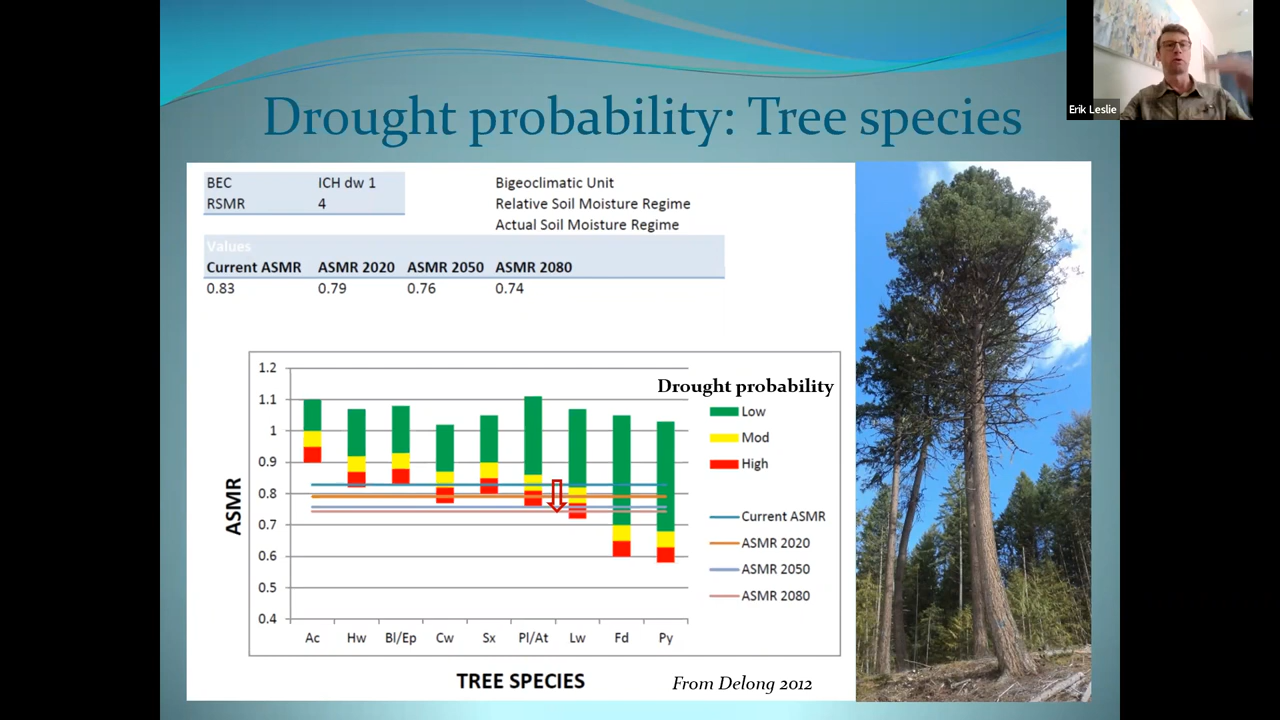 Erik Leslie
Drought probability: Tree species
BEC ICH dw 1 Bigeoclimatic Unit
RSMR 4 Relative Soil Moisture Regime
Actual Soil Moisture Regime
Values
Current ASMR ASMR 2020 ASMR 2050 ASMR 2080
0.83 0.79 0.76 0.74
Drought probability
Low
Mod
High
Current ASMR
ASMR 2020
ASMR 2050
ASMR 2080
ASMR
1.2
1.1
1
0.9
0.8
0.7
0.6
0.5
0.4
Ac Hw Bl/Ep Cw Sx Pl/At Lw Fd Py
TREE SPECIES
From Delong 2012